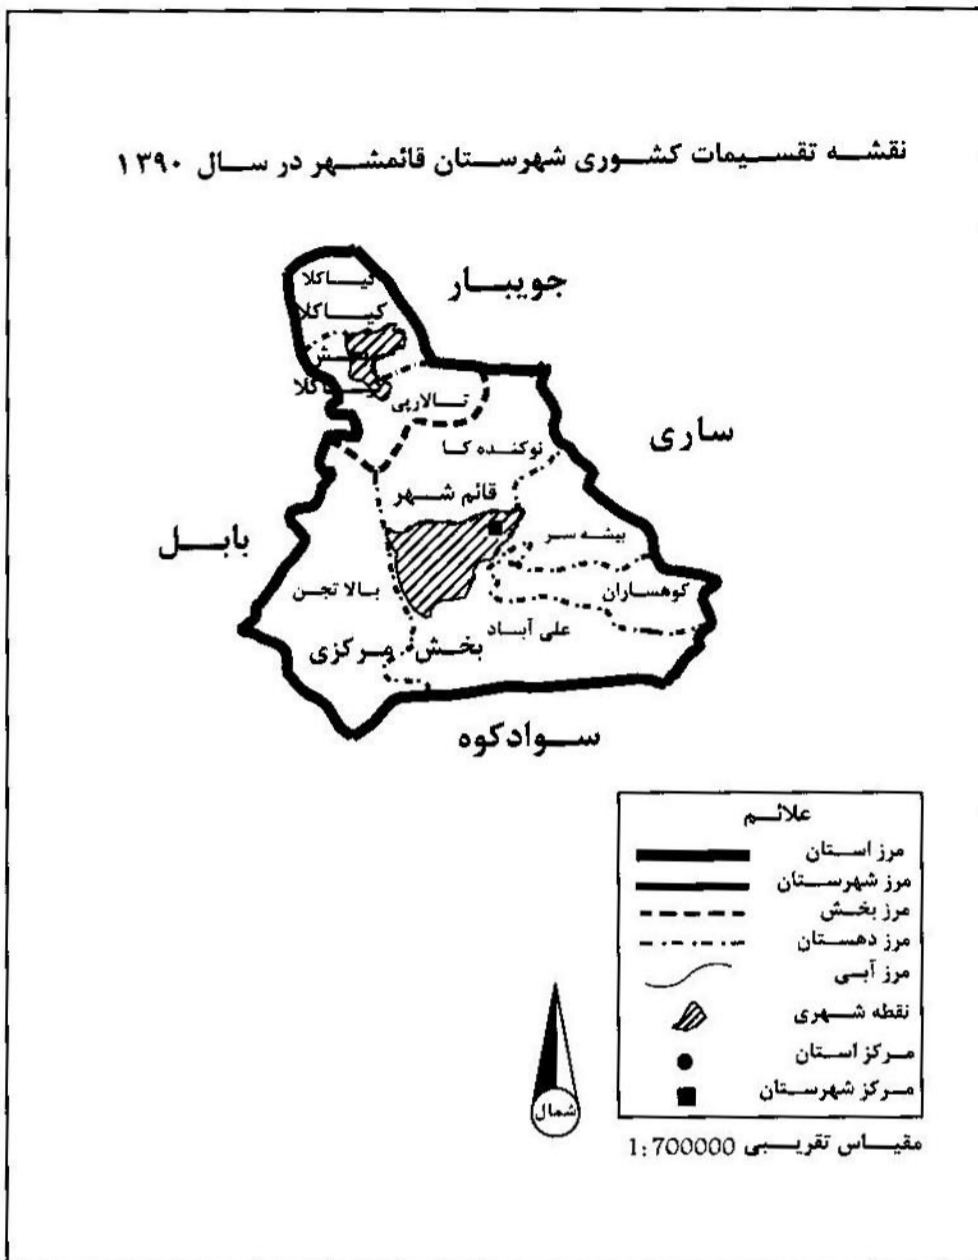 نقشه تقسیمات کشوری شهرستان قائمشهر در سال ۱۳۹۰
جویبار
کیاکلا
کیاکلا
بخش
کیاکلا
تالارپی
ساری
نوکنده کا
قائم شهر
بیشه سر
بابل
بالا تجن
کوهساران
علی آباد
بخش مرکزی
سوادکوه
علائم
مرز استان
مرز شهرستان
مرز بخش
مرز دهستان
مرز آبی
نقطه شهری
مرکز استان
مرکز شهرستان
شمال
مقیاس تقریبی 1:700000